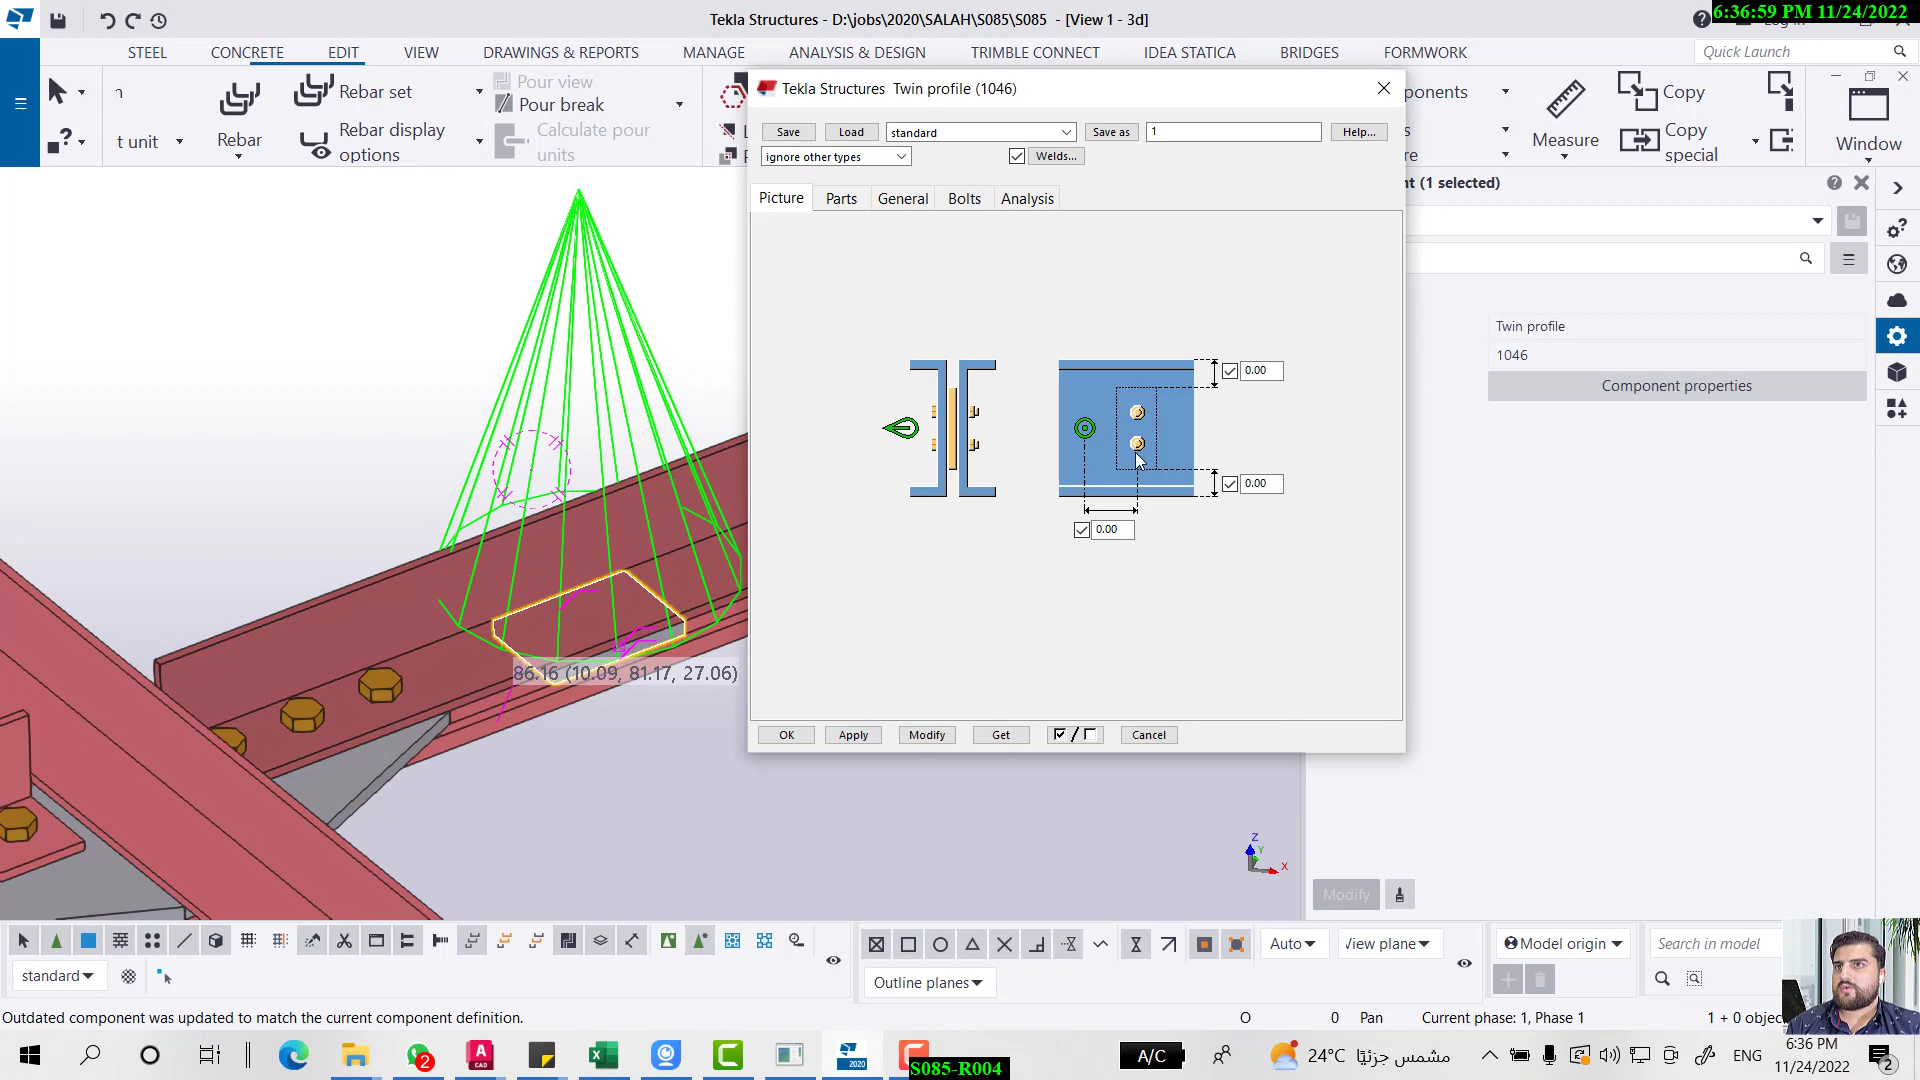 Tekla Structures - D:\jobs\2020\SALAH\S085\S085 - [View 1 - 3d]
6:36:59 PM 11/24/2022
STEEL
CONCRETE
EDIT
VIEW
DRAWINGS & REPORTS
MANAGE
ANALYSIS & DESIGN
TRIMBLE CONNECT
IDEA STATICA
BRIDGES
FORMWORK
Quick Launch
t unit
Rebar
Rebar set
Rebar display
options
Pour view
Pour break
Calculate pour
units
ponents
Measure
Copy
Copy
special
Window
Tekla Structures  Twin profile (1046)
Save
Load
standard
Save as
1
Help...
ignore other types
Welds...
Picture
Parts
General
Bolts
Analysis
0.00
0.00
0.00
OK
Apply
Modify
Get
/
Cancel
(1 selected)
Twin profile
1046
Component properties
Modify
86.16 (10.09, 81.17, 27.06)
Z
Y
X
standard
Auto
View plane
Outline planes
Model origin
Search in model
Outdated component was updated to match the current component definition.
O
0
Pan
Current phase: 1, Phase 1
1 + 0 objec
2
A
CAD
2020
S085-R004
A/C
24°C مشمس جزئيًا
ENG
6:36 PM
11/24/2022
2